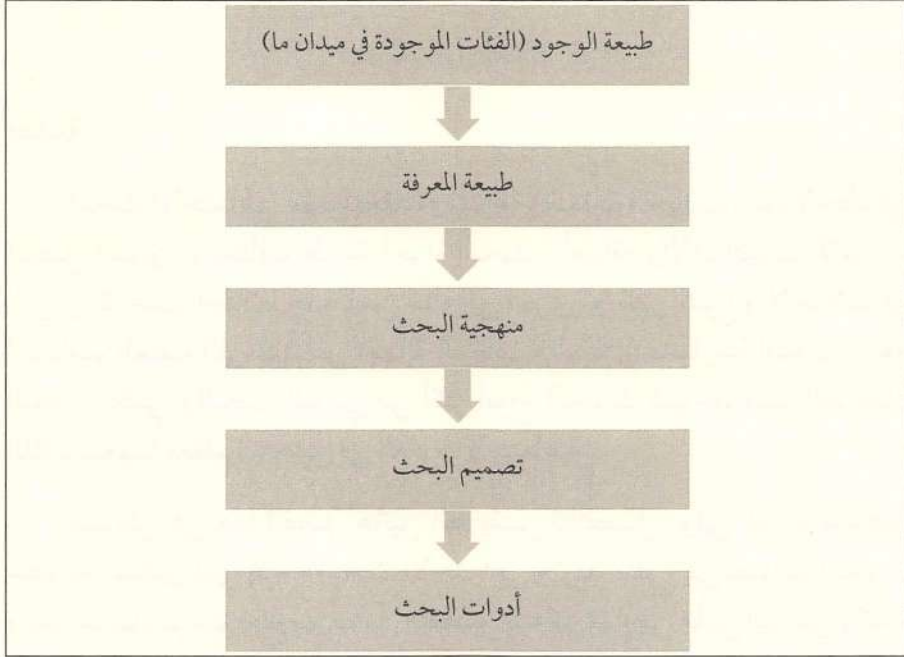 طبيعة الوجود (الفئات الموجودة في ميدان ما)
طبيعة المعرفة
منهجية البحث
تصميم البحث
أدوات البحث